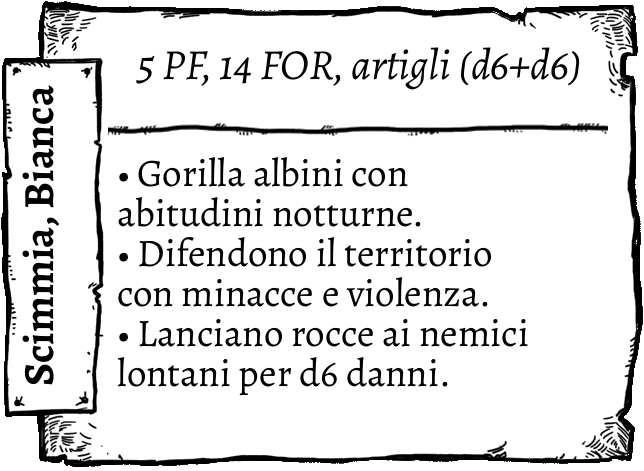 Scimmia, Bianca
5 PF, 14 FOR, artigli (d6+d6)
• Gorilla albini con
abitudini notturne.
• Difendono il territorio
con minacce e violenza.
• Lanciano rocce ai nemici
lontani per d6 danni.